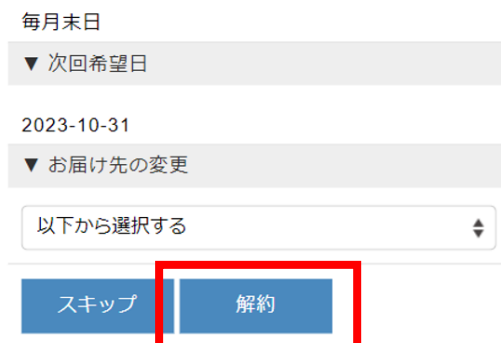 毎月末日
▼ 次回希望日
2023-10-31
▼ お届け先の変更
以下から選択する
スキップ 解約